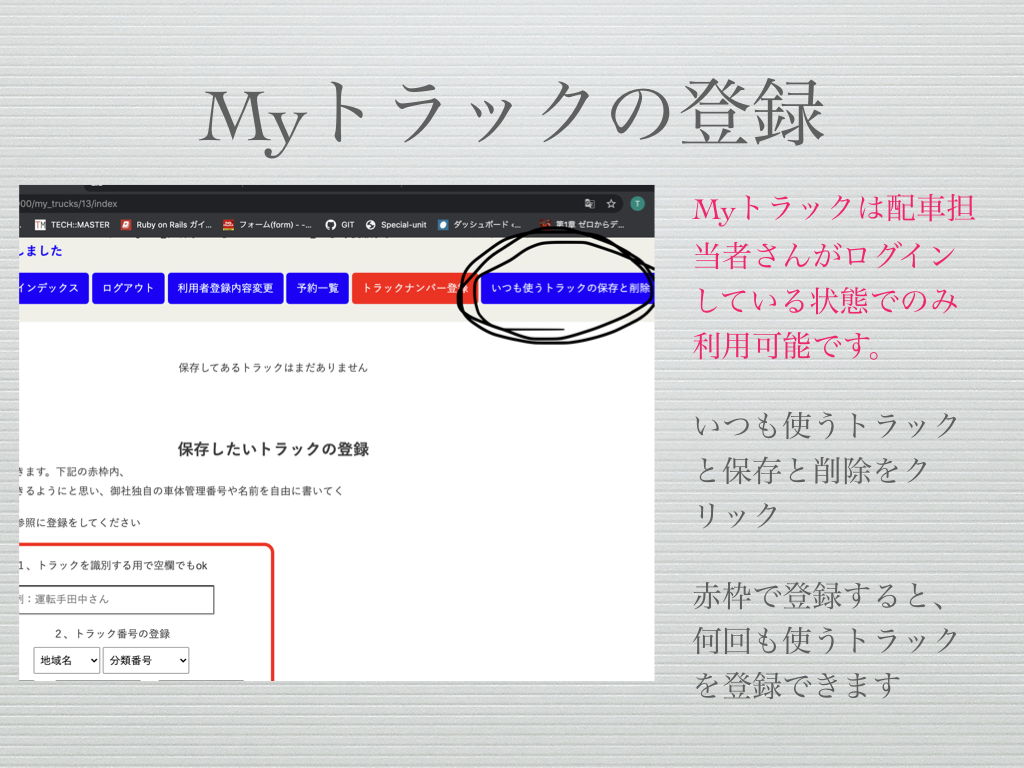 Myトラックの登録
00/my_trucks/13/index
T
TECH::MASTER Ruby on Rails ガイ... フォーム(form) - -... GIT Special-unit ダッシュボード ‹... 第1章 ゼロからデ...
しました
インデックス ログアウト 利用者登録内容変更 予約一覧 トラックナンバー登録 いつも使うトラックの保存と削除
保存してあるトラックはまだありません
保存したいトラックの登録
きます。下記の赤枠内、
きるようにと思い、御社独自の車体管理番号や名前を自由に書いてく
参照に登録をしてください
1、トラックを識別する用で空欄でもok
例：運転手田中さん
２、トラック番号の登録
地域名 分類番号
Myトラックは配車担
当者さんがログイン
している状態でのみ
利用可能です。
いつも使うトラック
と保存と削除をク
リック
赤枠で登録すると、
何回も使うトラック
を登録できます